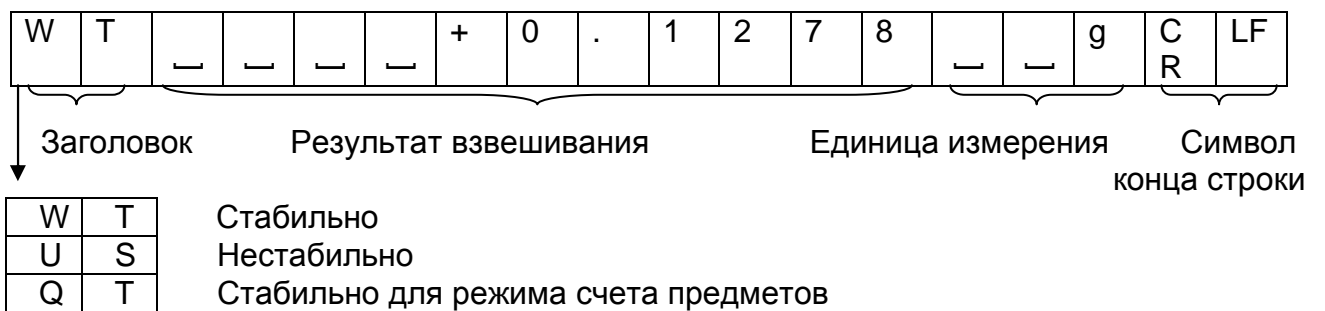 W T ⎵ ⎵ ⎵ ⎵ + 0 . 1 2 7 8 ⎵ ⎵ g CR LF
Заголовок Результат взвешивания Единица измерения Символ конца строки
W T Стабильно
U S Нестабильно
Q T Стабильно для режима счета предметов